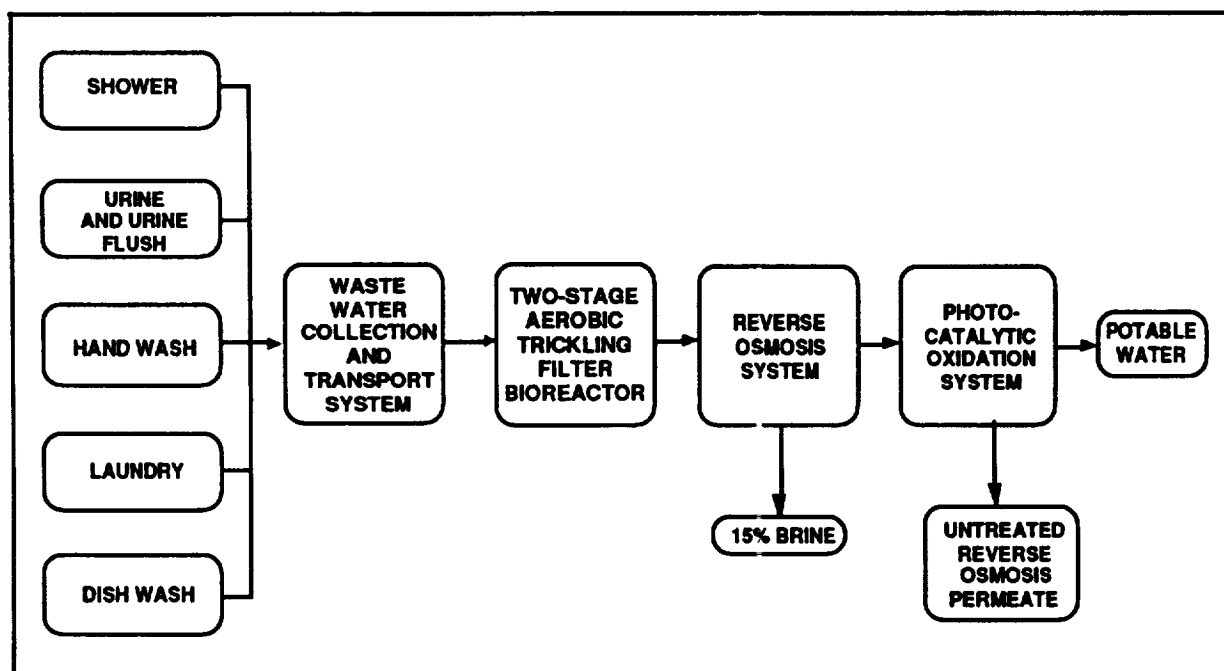 SHOWER
URINE
AND URINE
FLUSH
HAND WASH
LAUNDRY
DISH WASH
WASTE
WATER
COLLECTION
AND
TRANSPORT
SYSTEM
TWO-STAGE
AEROBIC
TRICKLING
FILTER
BIOREACTOR
REVERSE
OSMOSIS
SYSTEM
15% BRINE
PHOTO-
CATALYTIC
OXIDATION
SYSTEM
UNTREATED
REVERSE
OSMOSIS
PERMEATE
POTABLE
WATER